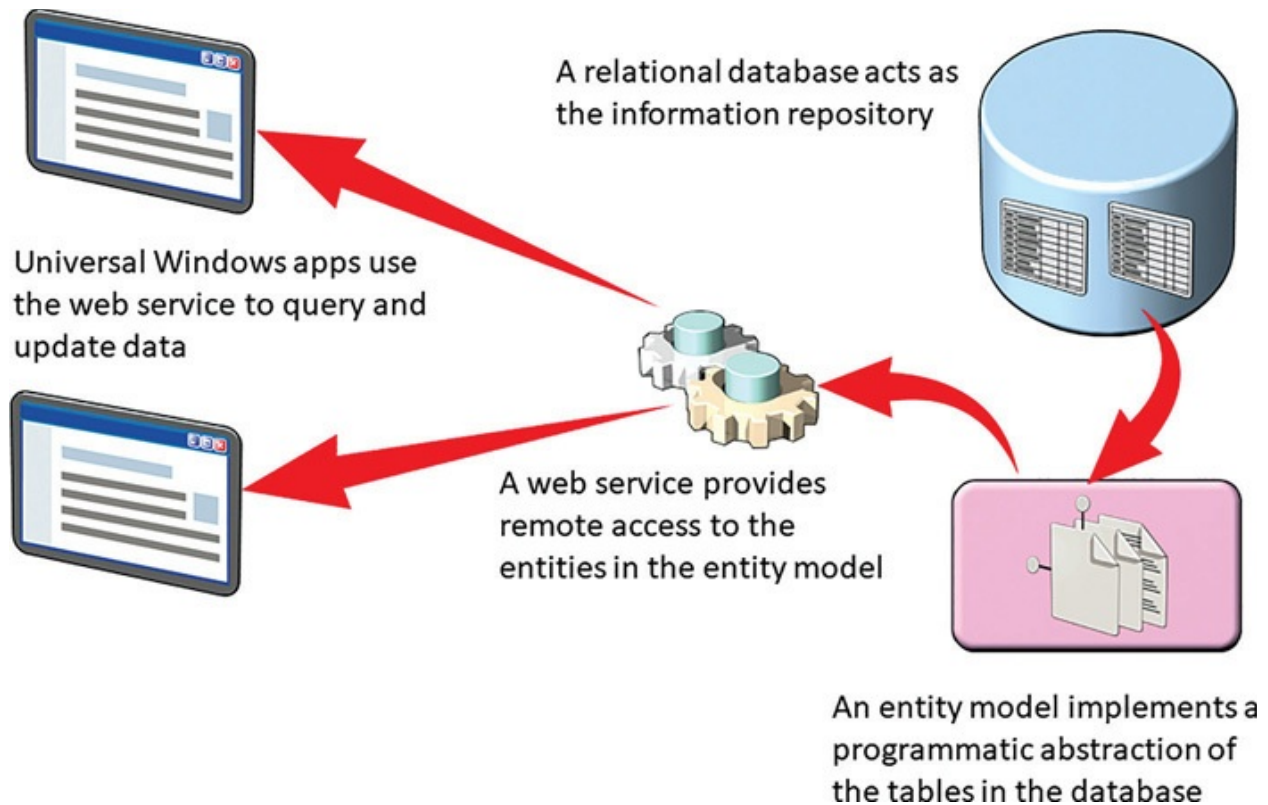 A relational database acts as
the information repository
Universal Windows apps use
the web service to query and
update data
A web service provides
remote access to the
entities in the entity model
An entity model implements a
programmatic abstraction of
the tables in the database